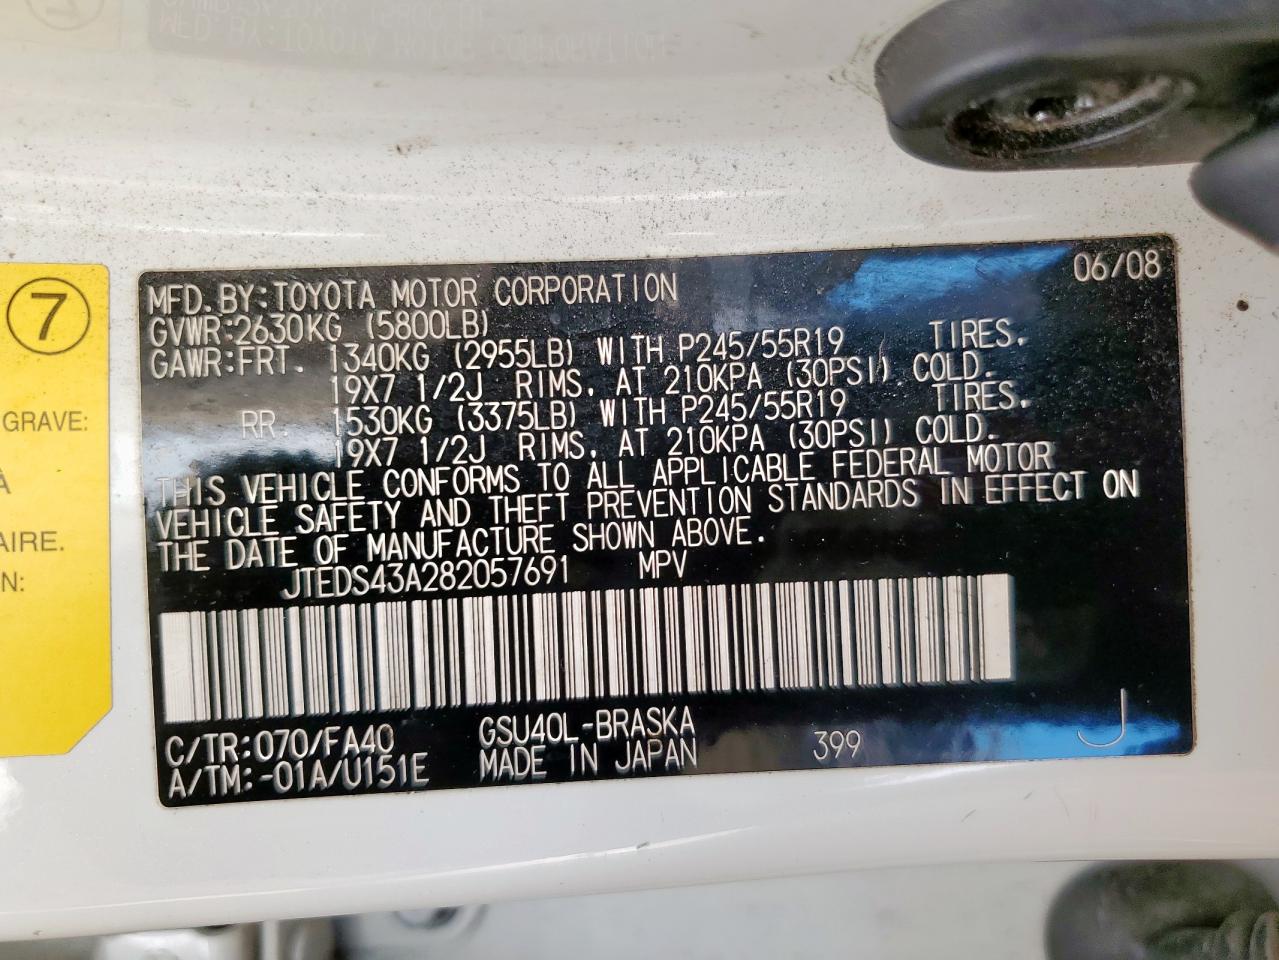 MFD. BY:TOYOTA MOTOR CORPORATION 06/08
GVWR:2630KG (5800LB)
GAWR:FRT. 1340KG (2955LB) WITH P245/55R19 TIRES.
19X7 1/2J RIMS. AT 210KPA (30PSI) COLD.
RR. 1530KG (3375LB) WITH P245/55R19 TIRES.
19X7 1/2J RIMS. AT 210KPA (30PSI) COLD.
THIS VEHICLE CONFORMS TO ALL APPLICABLE FEDERAL MOTOR
VEHICLE SAFETY AND THEFT PREVENTION STANDARDS IN EFFECT ON
THE DATE OF MANUFACTURE SHOWN ABOVE.
JTEDS43A282057691 MPV
C/TR:070/FA40 GSU40L-BRASKA
A/TM:-01A/U151E MADE IN JAPAN 399 J
7
GRAVE:
A
AIRE.
N: